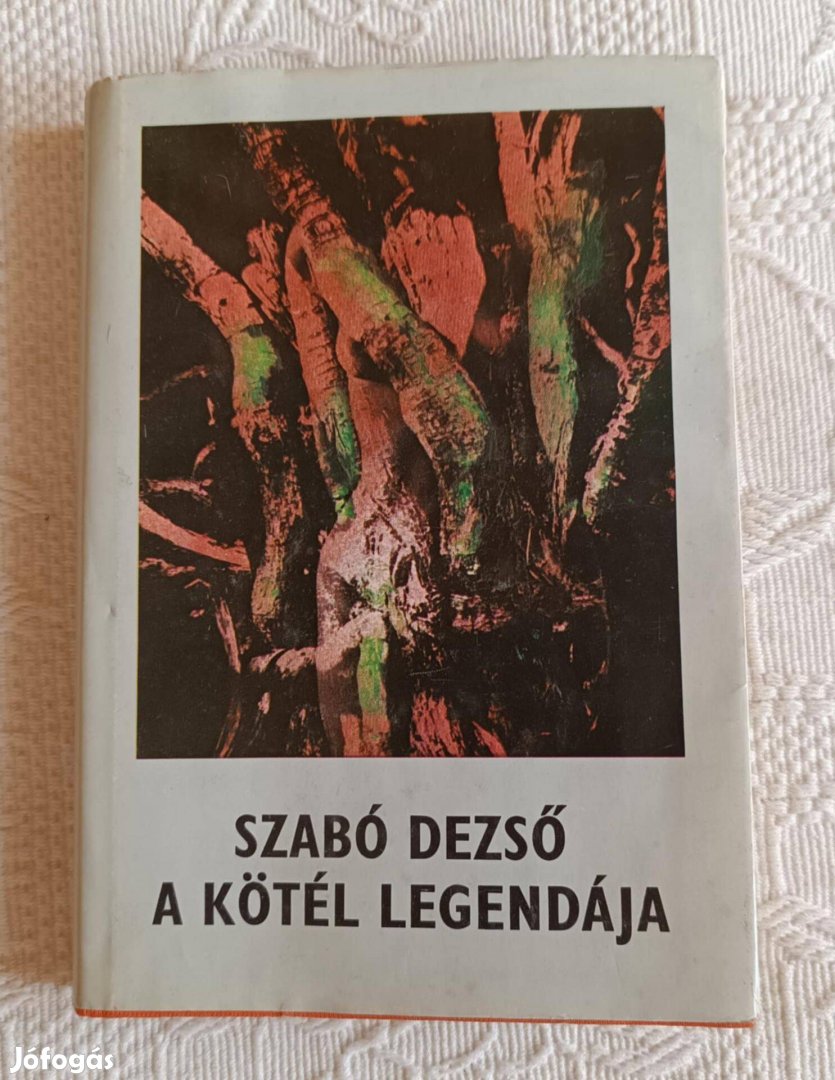 SZABÓ DEZSŐ
A KÖTÉL LEGENDÁJA
Jófogás